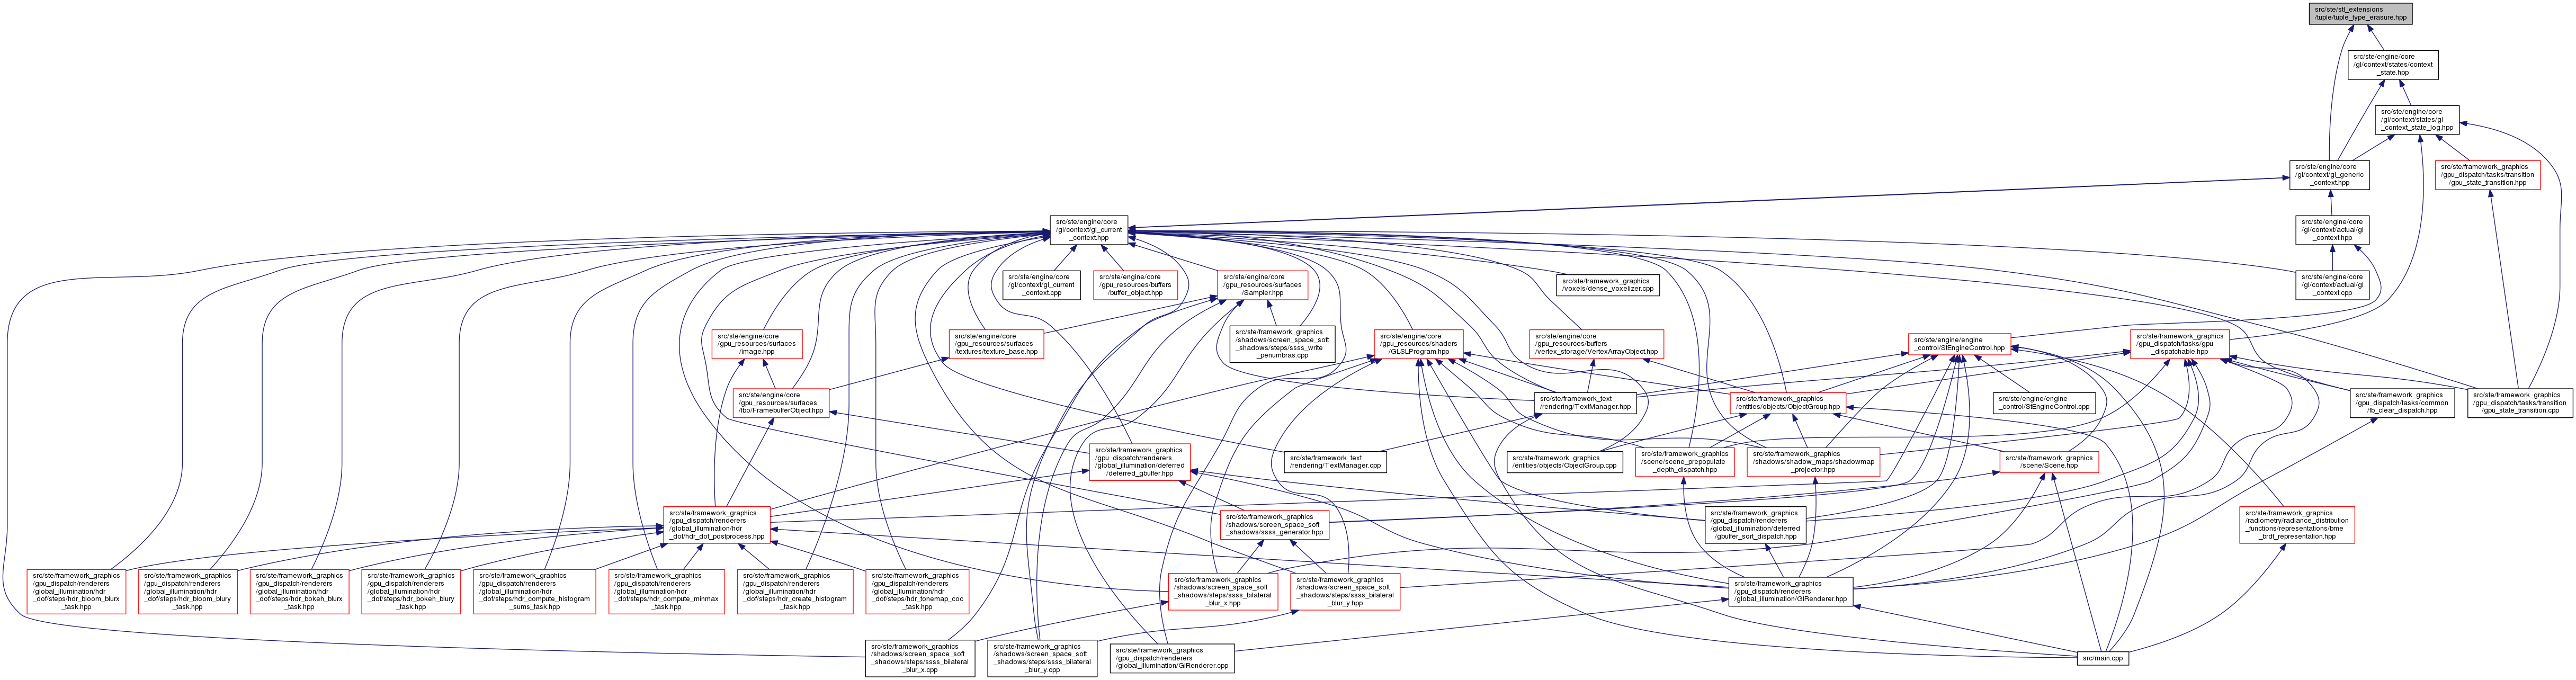 src/ste/stl_extensions
/tuple/tuple_type_erasure.hpp
src/ste/engine/core
/gl/context/states/context
_state.hpp
src/ste/engine/core
/gl/context/states/gl
_context_state_log.hpp
src/ste/engine/core
/gl/context/gl_generic
_context.hpp
src/ste/framework_graphics
/gpu_dispatch/tasks/transition
/gpu_state_transition.hpp
src/ste/engine/core
/gl/context/gl_current
_context.hpp
src/ste/engine/core
/gl/context/actual/gl
_context.hpp
src/ste/engine/core
/gl/context/gl_current
_context.cpp
src/ste/engine/core
/gpu_resources/buffers
/buffer_object.hpp
src/ste/engine/core
/gpu_resources/surfaces
/Sampler.hpp
src/ste/framework_graphics
/voxels/dense_voxelizer.cpp
src/ste/engine/core
/gl/context/actual/gl
_context.cpp
src/ste/engine/core
/gpu_resources/surfaces
/image.hpp
src/ste/engine/core
/gpu_resources/surfaces
/textures/texture_base.hpp
src/ste/framework_graphics
/shadows/screen_space_soft
_shadows/steps/ssss_write
_penumbras.cpp
src/ste/engine/core
/gpu_resources/shaders
/GLSLProgram.hpp
src/ste/engine/core
/gpu_resources/buffers
/vertex_storage/VertexArrayObject.hpp
src/ste/engine/engine
_control/StEngineControl.hpp
src/ste/framework_graphics
/gpu_dispatch/tasks/gpu
_dispatchable.hpp
src/ste/engine/core
/gpu_resources/surfaces
/fbo/FramebufferObject.hpp
src/ste/framework_text
/rendering/TextManager.hpp
src/ste/framework_graphics
/entities/objects/ObjectGroup.hpp
src/ste/engine/engine
_control/StEngineControl.cpp
src/ste/framework_graphics
/gpu_dispatch/tasks/common
/fb_clear_dispatch.hpp
src/ste/framework_graphics
/gpu_dispatch/tasks/transition
/gpu_state_transition.cpp
src/ste/framework_graphics
/gpu_dispatch/renderers
/global_illumination/deferred
/deferred_gbuffer.hpp
src/ste/framework_text
/rendering/TextManager.cpp
src/ste/framework_graphics
/entities/objects/ObjectGroup.cpp
src/ste/framework_graphics
/scene/scene_prepopulate
_depth_dispatch.hpp
src/ste/framework_graphics
/shadows/shadow_maps/shadowmap
_projector.hpp
src/ste/framework_graphics
/scene/Scene.hpp
src/ste/framework_graphics
/gpu_dispatch/renderers
/global_illumination/hdr
_dof/hdr_dof_postprocess.hpp
src/ste/framework_graphics
/shadows/screen_space_soft
_shadows/ssss_generator.hpp
src/ste/framework_graphics
/gpu_dispatch/renderers
/global_illumination/deferred
/gbuffer_sort_dispatch.hpp
src/ste/framework_graphics
/radiometry/radiance_distribution
_functions/representations/bme
_brdf_representation.hpp
src/ste/framework_graphics
/gpu_dispatch/renderers
/global_illumination/hdr
_dof/steps/hdr_bloom_blurx
_task.hpp
src/ste/framework_graphics
/gpu_dispatch/renderers
/global_illumination/hdr
_dof/steps/hdr_bloom_blury
_task.hpp
src/ste/framework_graphics
/gpu_dispatch/renderers
/global_illumination/hdr
_dof/steps/hdr_bokeh_blurx
_task.hpp
src/ste/framework_graphics
/gpu_dispatch/renderers
/global_illumination/hdr
_dof/steps/hdr_bokeh_blury
_task.hpp
src/ste/framework_graphics
/gpu_dispatch/renderers
/global_illumination/hdr
_dof/steps/hdr_compute_histogram
_sums_task.hpp
src/ste/framework_graphics
/gpu_dispatch/renderers
/global_illumination/hdr
_dof/steps/hdr_compute_minmax
_task.hpp
src/ste/framework_graphics
/gpu_dispatch/renderers
/global_illumination/hdr
_dof/steps/hdr_create_histogram
_task.hpp
src/ste/framework_graphics
/gpu_dispatch/renderers
/global_illumination/hdr
_dof/steps/hdr_tonemap_coc
_task.hpp
src/ste/framework_graphics
/shadows/screen_space_soft
_shadows/steps/ssss_bilateral
_blur_x.hpp
src/ste/framework_graphics
/shadows/screen_space_soft
_shadows/steps/ssss_bilateral
_blur_y.hpp
src/ste/framework_graphics
/gpu_dispatch/renderers
/global_illumination/GIRenderer.hpp
src/ste/framework_graphics
/shadows/screen_space_soft
_shadows/steps/ssss_bilateral
_blur_x.cpp
src/ste/framework_graphics
/shadows/screen_space_soft
_shadows/steps/ssss_bilateral
_blur_y.cpp
src/ste/framework_graphics
/gpu_dispatch/renderers
/global_illumination/GIRenderer.cpp
src/main.cpp